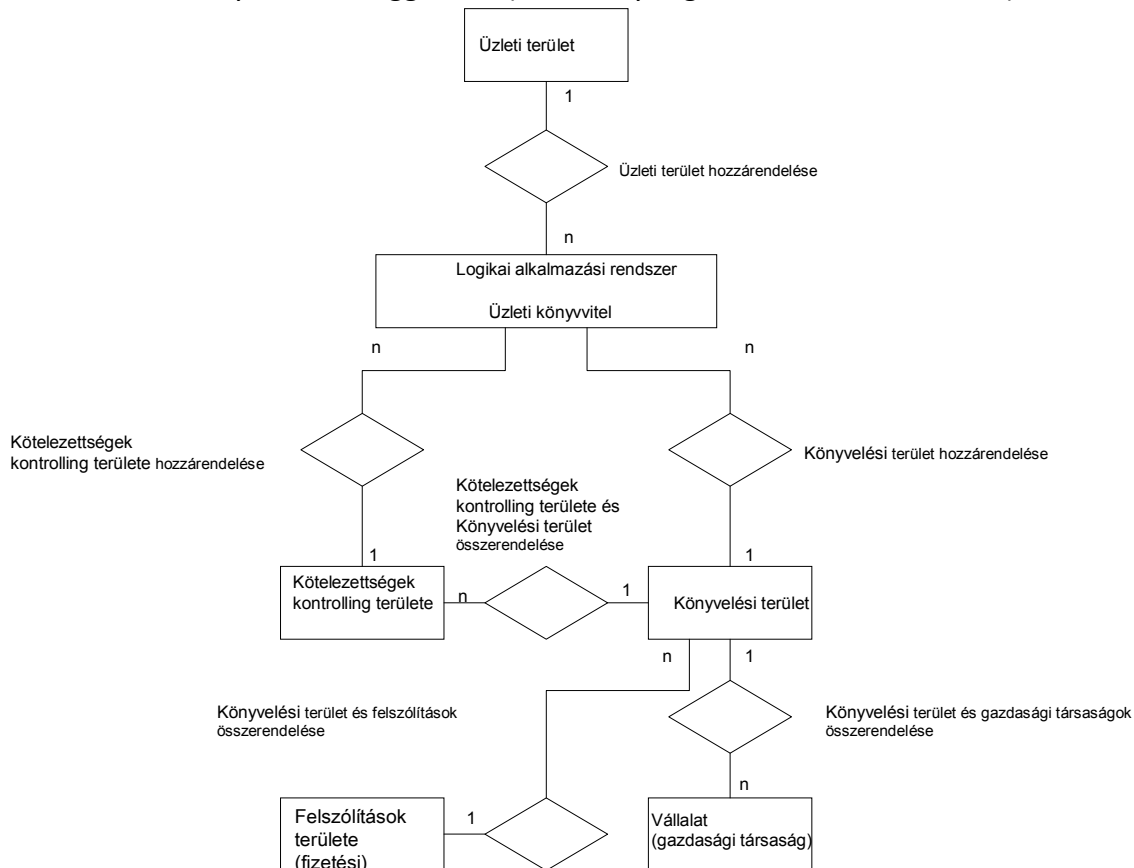 Üzleti terület
1
Üzleti terület hozzárendelése
n
Logikai alkalmazási rendszer
Üzleti könyvvitel
n
n
Kötelezettségek
kontrolling területe hozzárendelése
Könyvelési terület hozzárendelése
Kötelezettségek
kontrolling területe és
Könyvelési terület
összerendelése
1
1
Kötelezettségek
kontrolling területe
n
1
Könyvelési terület
n
1
Könyvelési terület és felszólítások
összerendelése
Könyvelési terület és gazdasági társaságok
összerendelése
n
Felszólítások
területe
(fizetési)
1
Vállalat
(gazdasági társaság)